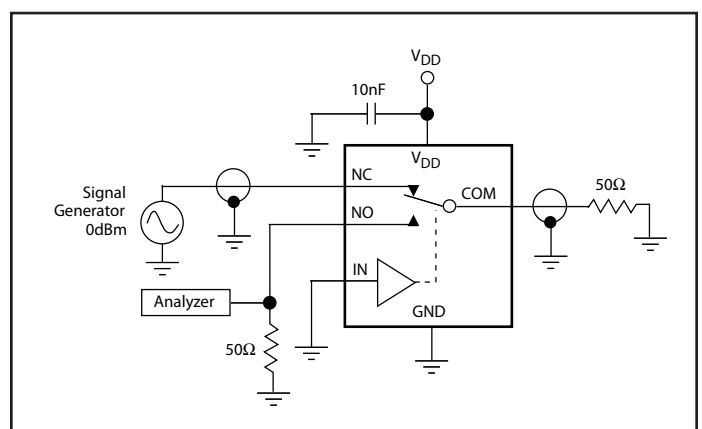 VDD
10nF
VDD
NC
COM
50Ω
Signal
Generator
0dBm
NO
IN
Analyzer
GND
50Ω